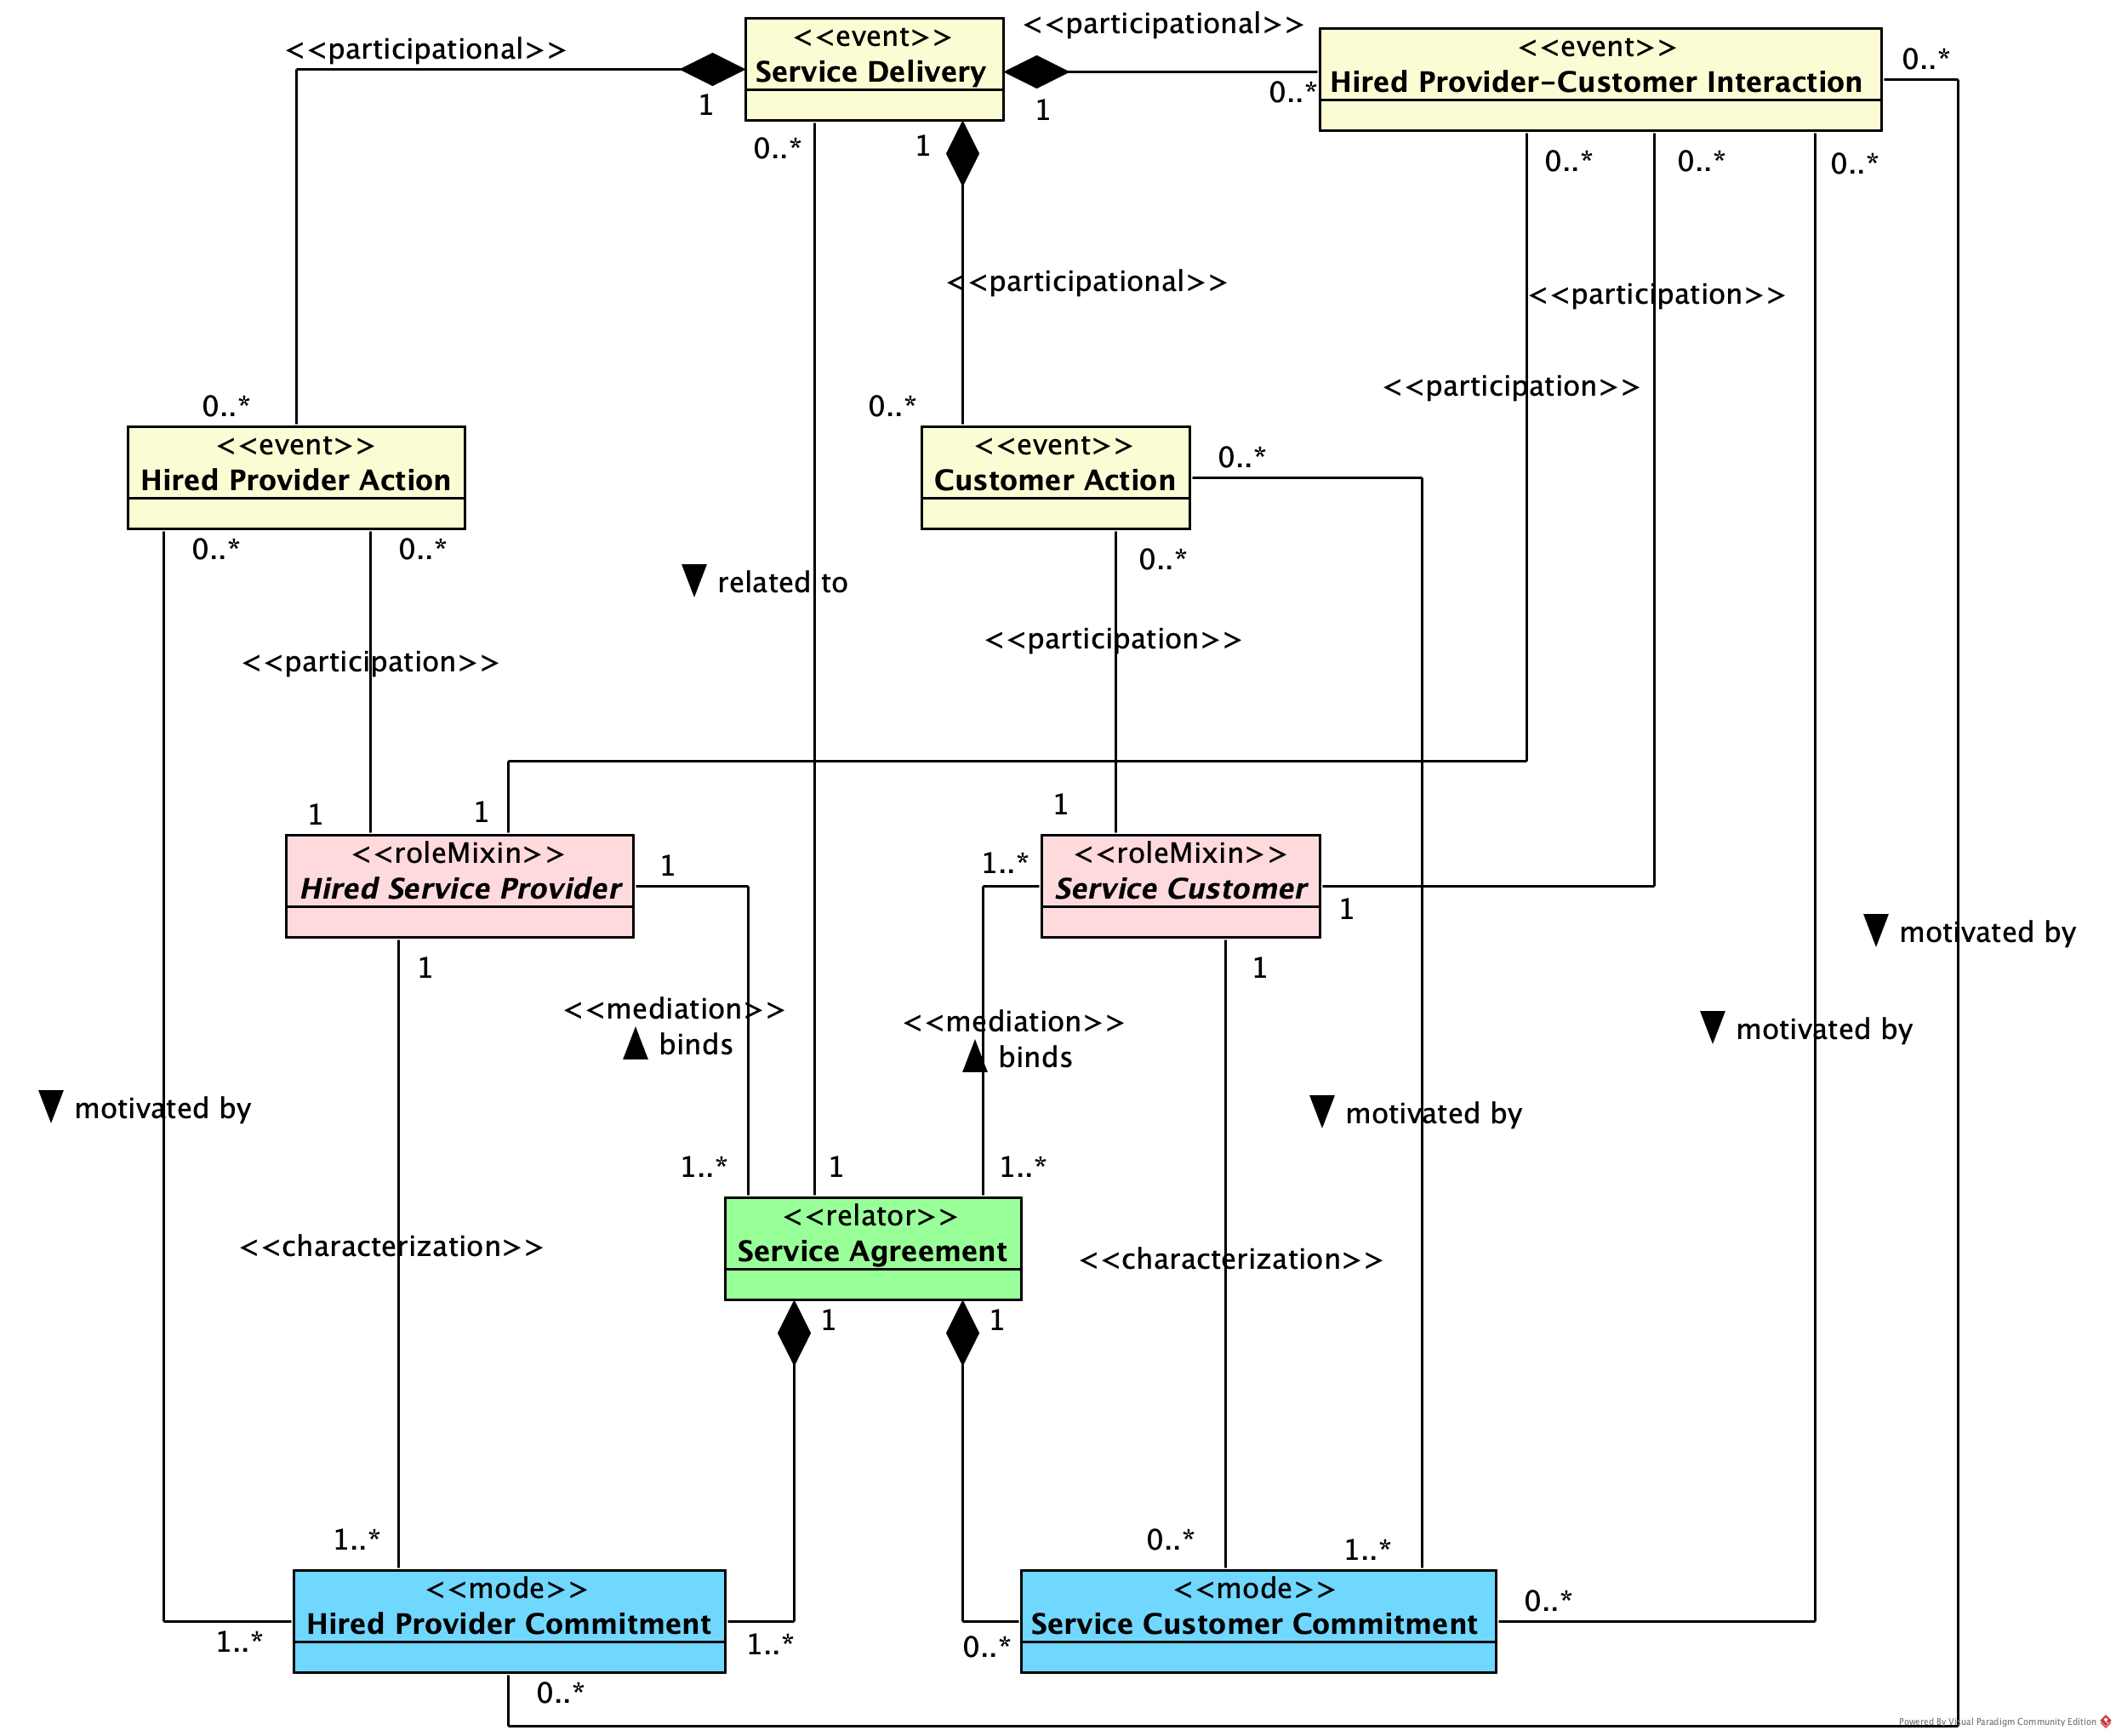 <<participational>>
<<event>>
Service Delivery
<<participational>>
<<event>>
Hired Provider-Customer Interaction
0..*
1
1
0..*
0..*
1
0..*
0..*
0..*
<<participational>>
<<participation>>
<<participation>>
0..*
0..*
<<event>>
Hired Provider Action
<<event>>
Customer Action
0..*
0..*
0..*
0..*
related to
<<participation>>
<<participation>>
1
1
1
<<roleMixin>>
Hired Service Provider
1
1..*
<<roleMixin>>
Service Customer
1
motivated by
1
1
<<mediation>>
binds
<<mediation>>
binds
motivated by
motivated by
motivated by
1..*
1
1..*
<<relator>>
Service Agreement
<<characterization>>
<<characterization>>
1
1
1..*
0..*
1..*
<<mode>>
Hired Provider Commitment
<<mode>>
Service Customer Commitment
0..*
1..*
1..*
0..*
0..*
Powered By Visual Paradigm Community Edition